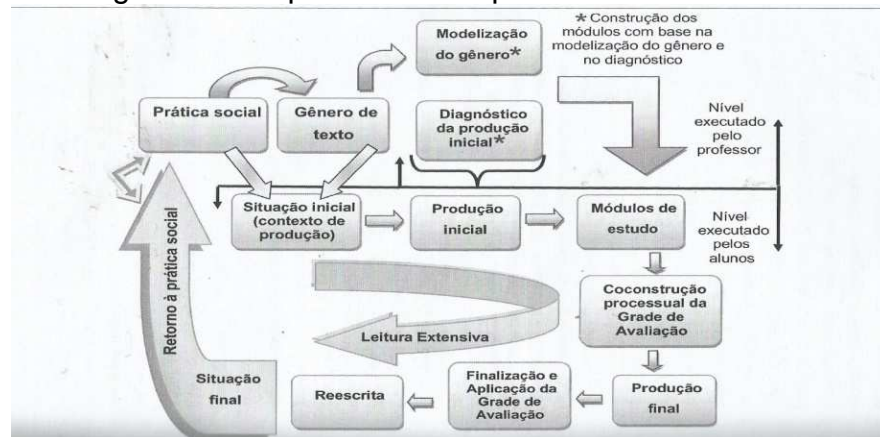 Modelização
do gênero*
* Construção dos
módulos com base na
modelização do gênero e
no diagnóstico
Prática social
Gênero de
texto
Diagnóstico
da produção
inicial*
Nível
executado
pelo
professor
Situação inicial
(contexto de
produção)
Produção
inicial
Módulos de
estudo
Nível
executado
pelos
alunos
Coconstrução
processual da
Grade de
Avaliação
Leitura Extensiva
Retorno à prática social
Situação
final
Reescrita
Finalização e
Aplicação da
Grade de
Avaliação
Produção
final